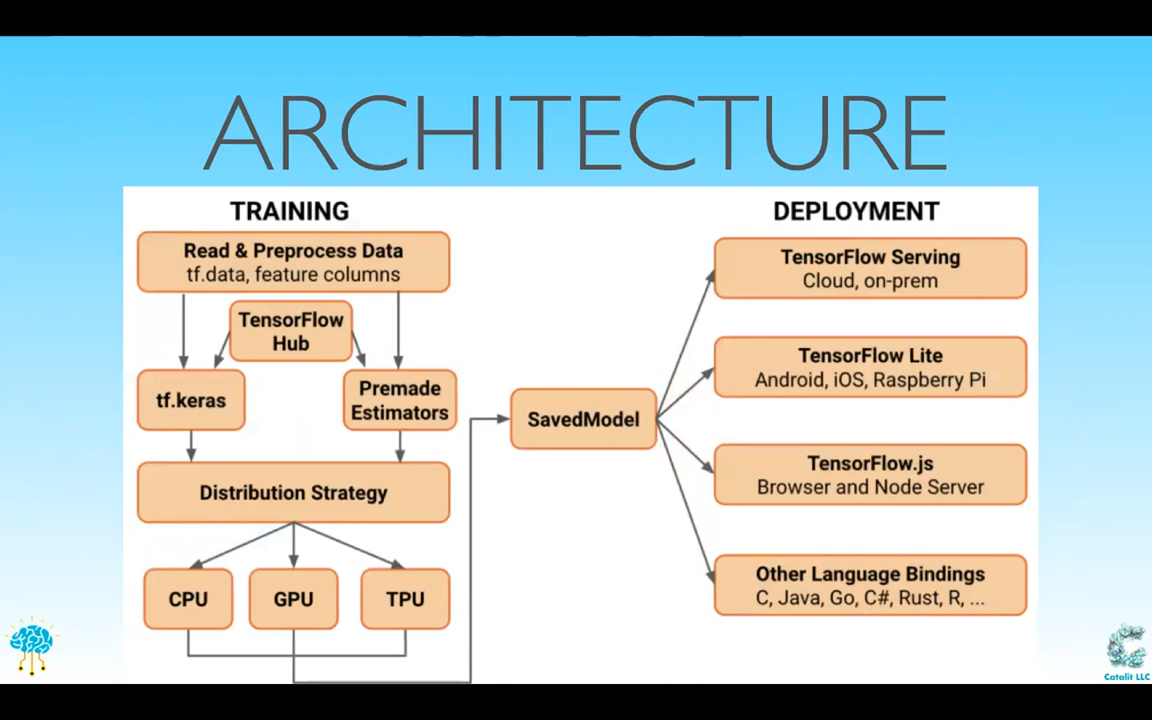 ARCHITECTURE
TRAINING
Read & Preprocess Data
tf.data, feature columns
TensorFlow
Hub
tf.keras
Premade
Estimators
Distribution Strategy
CPU
GPU
TPU
SavedModel
DEPLOYMENT
TensorFlow Serving
Cloud, on-prem
TensorFlow Lite
Android, iOS, Raspberry Pi
TensorFlow.js
Browser and Node Server
Other Language Bindings
C, Java, Go, C#, Rust, R, ...
Catalit LLC